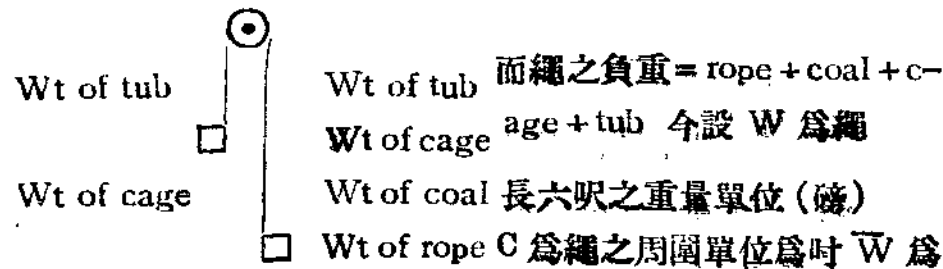 Wt of tub
Wt of cage
Wt of tub
Wt of cage
Wt of coal
Wt of rope
而繩之負重= rope + coal + c-
age + tub 今設 W 爲繩
長六呎之重量單位(磅)
C 爲繩之周圍單位爲吋 W̅ 爲